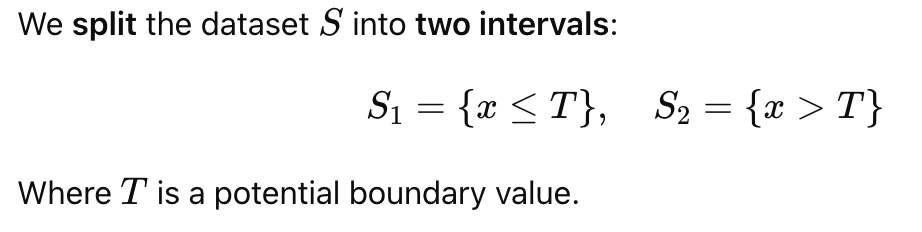 We split the dataset S into two intervals:
S₁ = {x ≤ T}, S₂ = {x > T}
Where T is a potential boundary value.